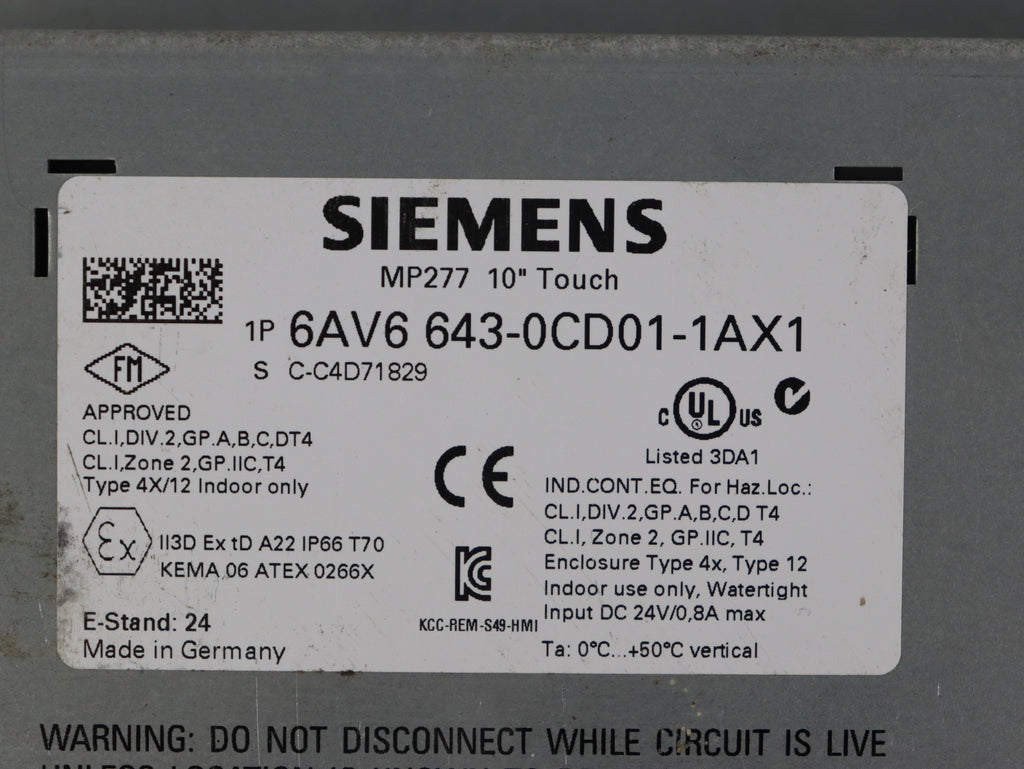 SIEMENS
MP277 10" Touch
1P 6AV6 643-0CD01-1AX1
S C-C4D71829
FM
APPROVED
CL.I,DIV.2,GP.A,B,C,DT4
CL.I,Zone 2,GP.IIC,T4
Type 4X/12 Indoor only
Ex II3D Ex tD A22 IP66 T70
KEMA 06 ATEX 0266X
E-Stand: 24
Made in Germany
CE
KCC-REM-S49-HMI
C UL US
Listed 3DA1
IND.CONT.EQ. For Haz.Loc.:
CL.I,DIV.2,GP.A,B,C,D T4
CL.I, Zone 2, GP.IIC, T4
Enclosure Type 4x, Type 12
Indoor use only, Watertight
Input DC 24V/0,8A max
Ta: 0°C...+50°C vertical
WARNING: DO NOT DISCONNECT WHILE CIRCUIT IS LIVE